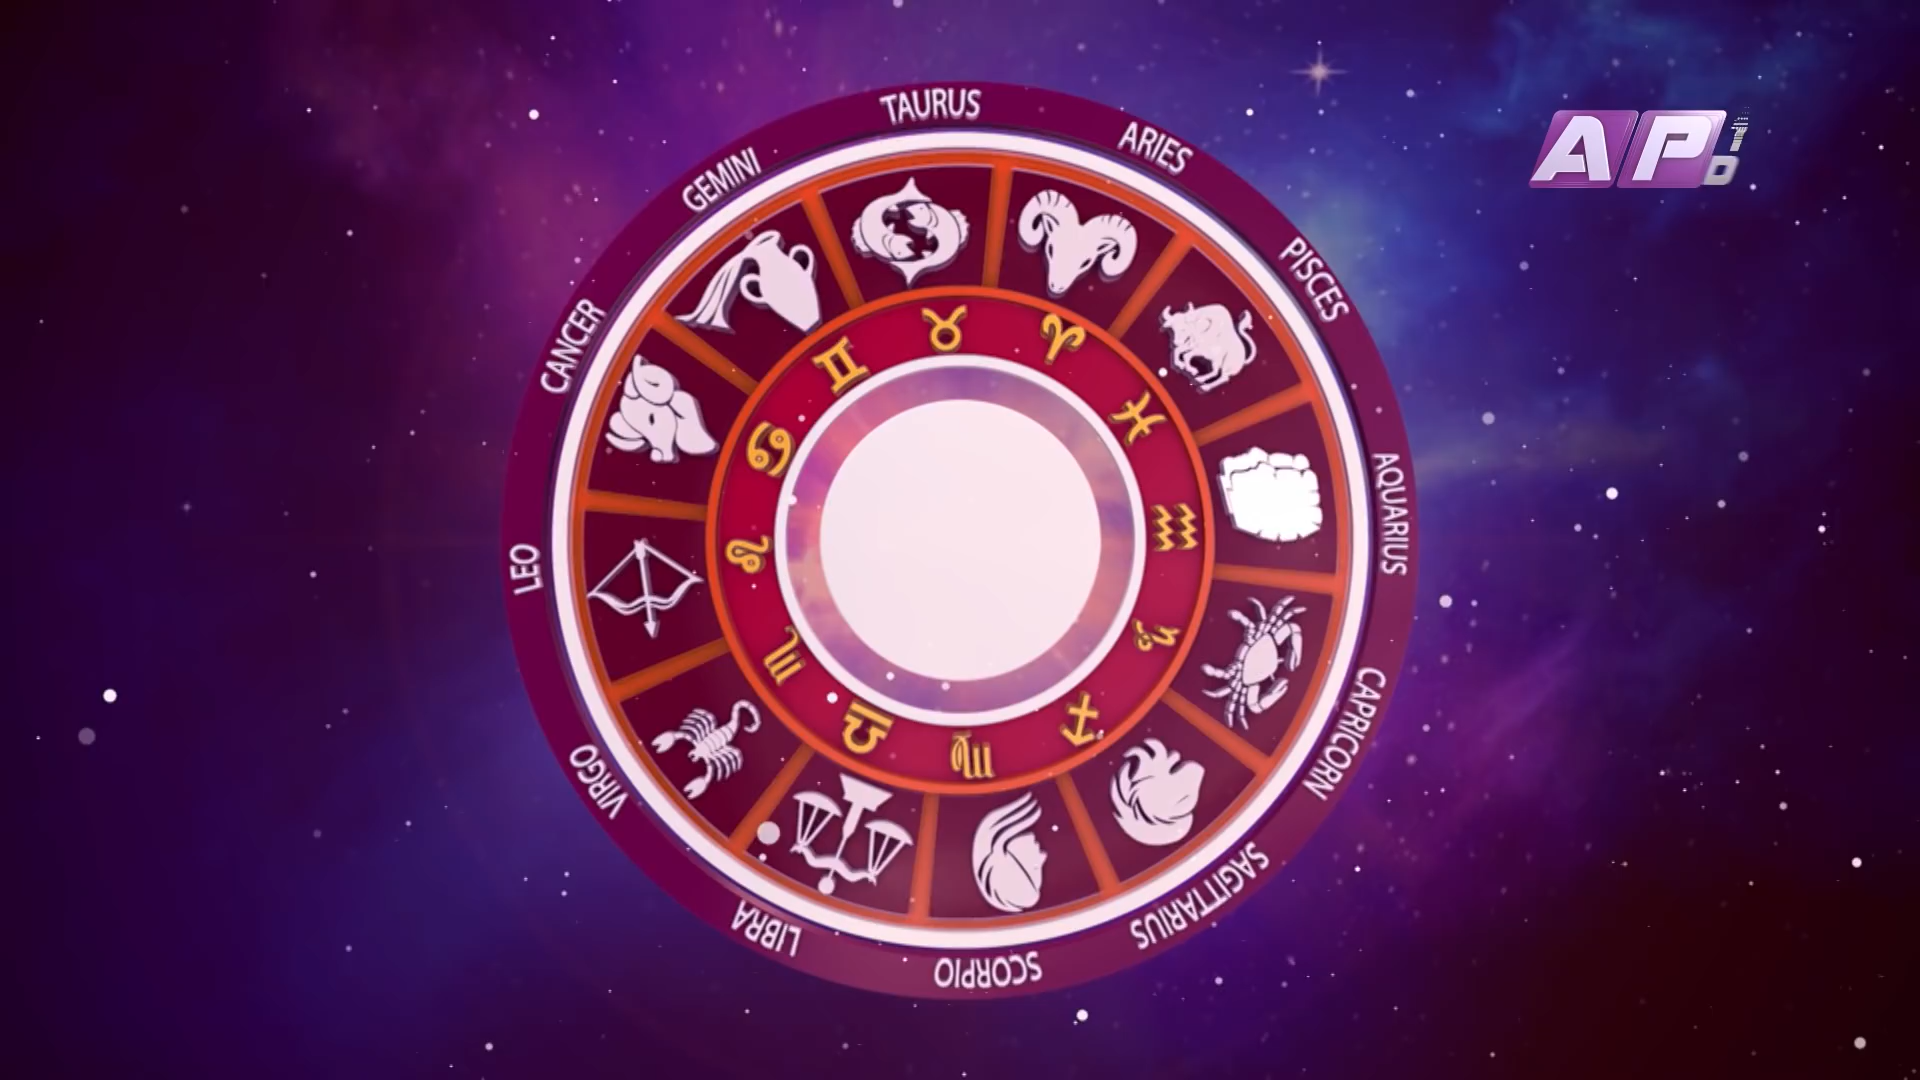 TAURUS
ARIES
PISCES
AQUARIUS
CAPRICORN
SAGITTARIUS
SCORPIO
LIBRA
VIRGO
LEO
CANCER
GEMINI
AP